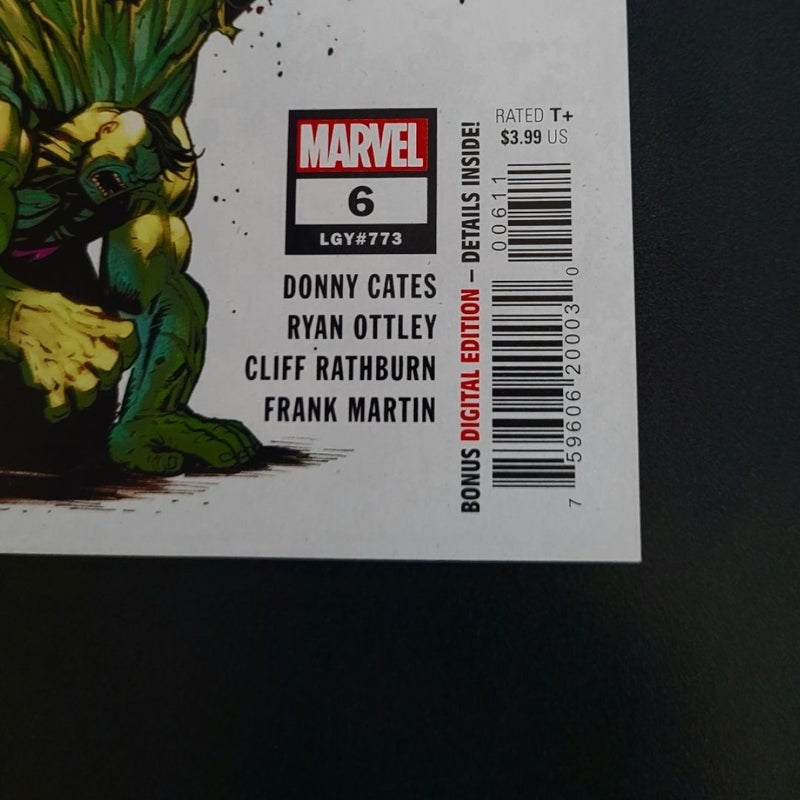 MARVEL
6
LGY#773
DONNY CATES
RYAN OTTLEY
CLIFF RATHBURN
FRANK MARTIN
BONUS DIGITAL EDITION – DETAILS INSIDE!
RATED T+
$3.99 US
00611
7 59606 20003 0